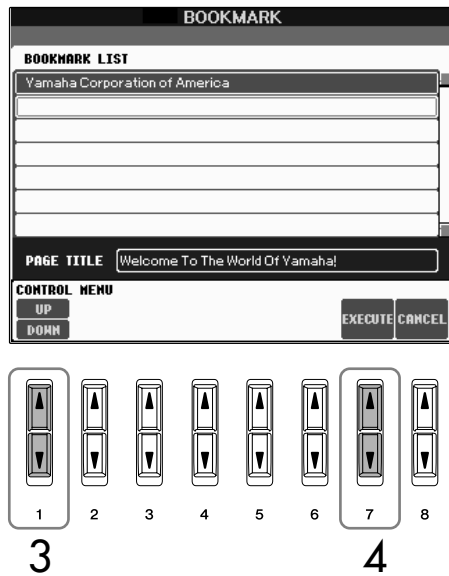 BOOKMARK
BOOKMARK LIST
Yamaha Corporation of America
PAGE TITLE Welcome To The World Of Yamaha!
CONTROL MENU
UP
DOWN
EXECUTE CANCEL
1 2 3 4 5 6 7 8
3 4